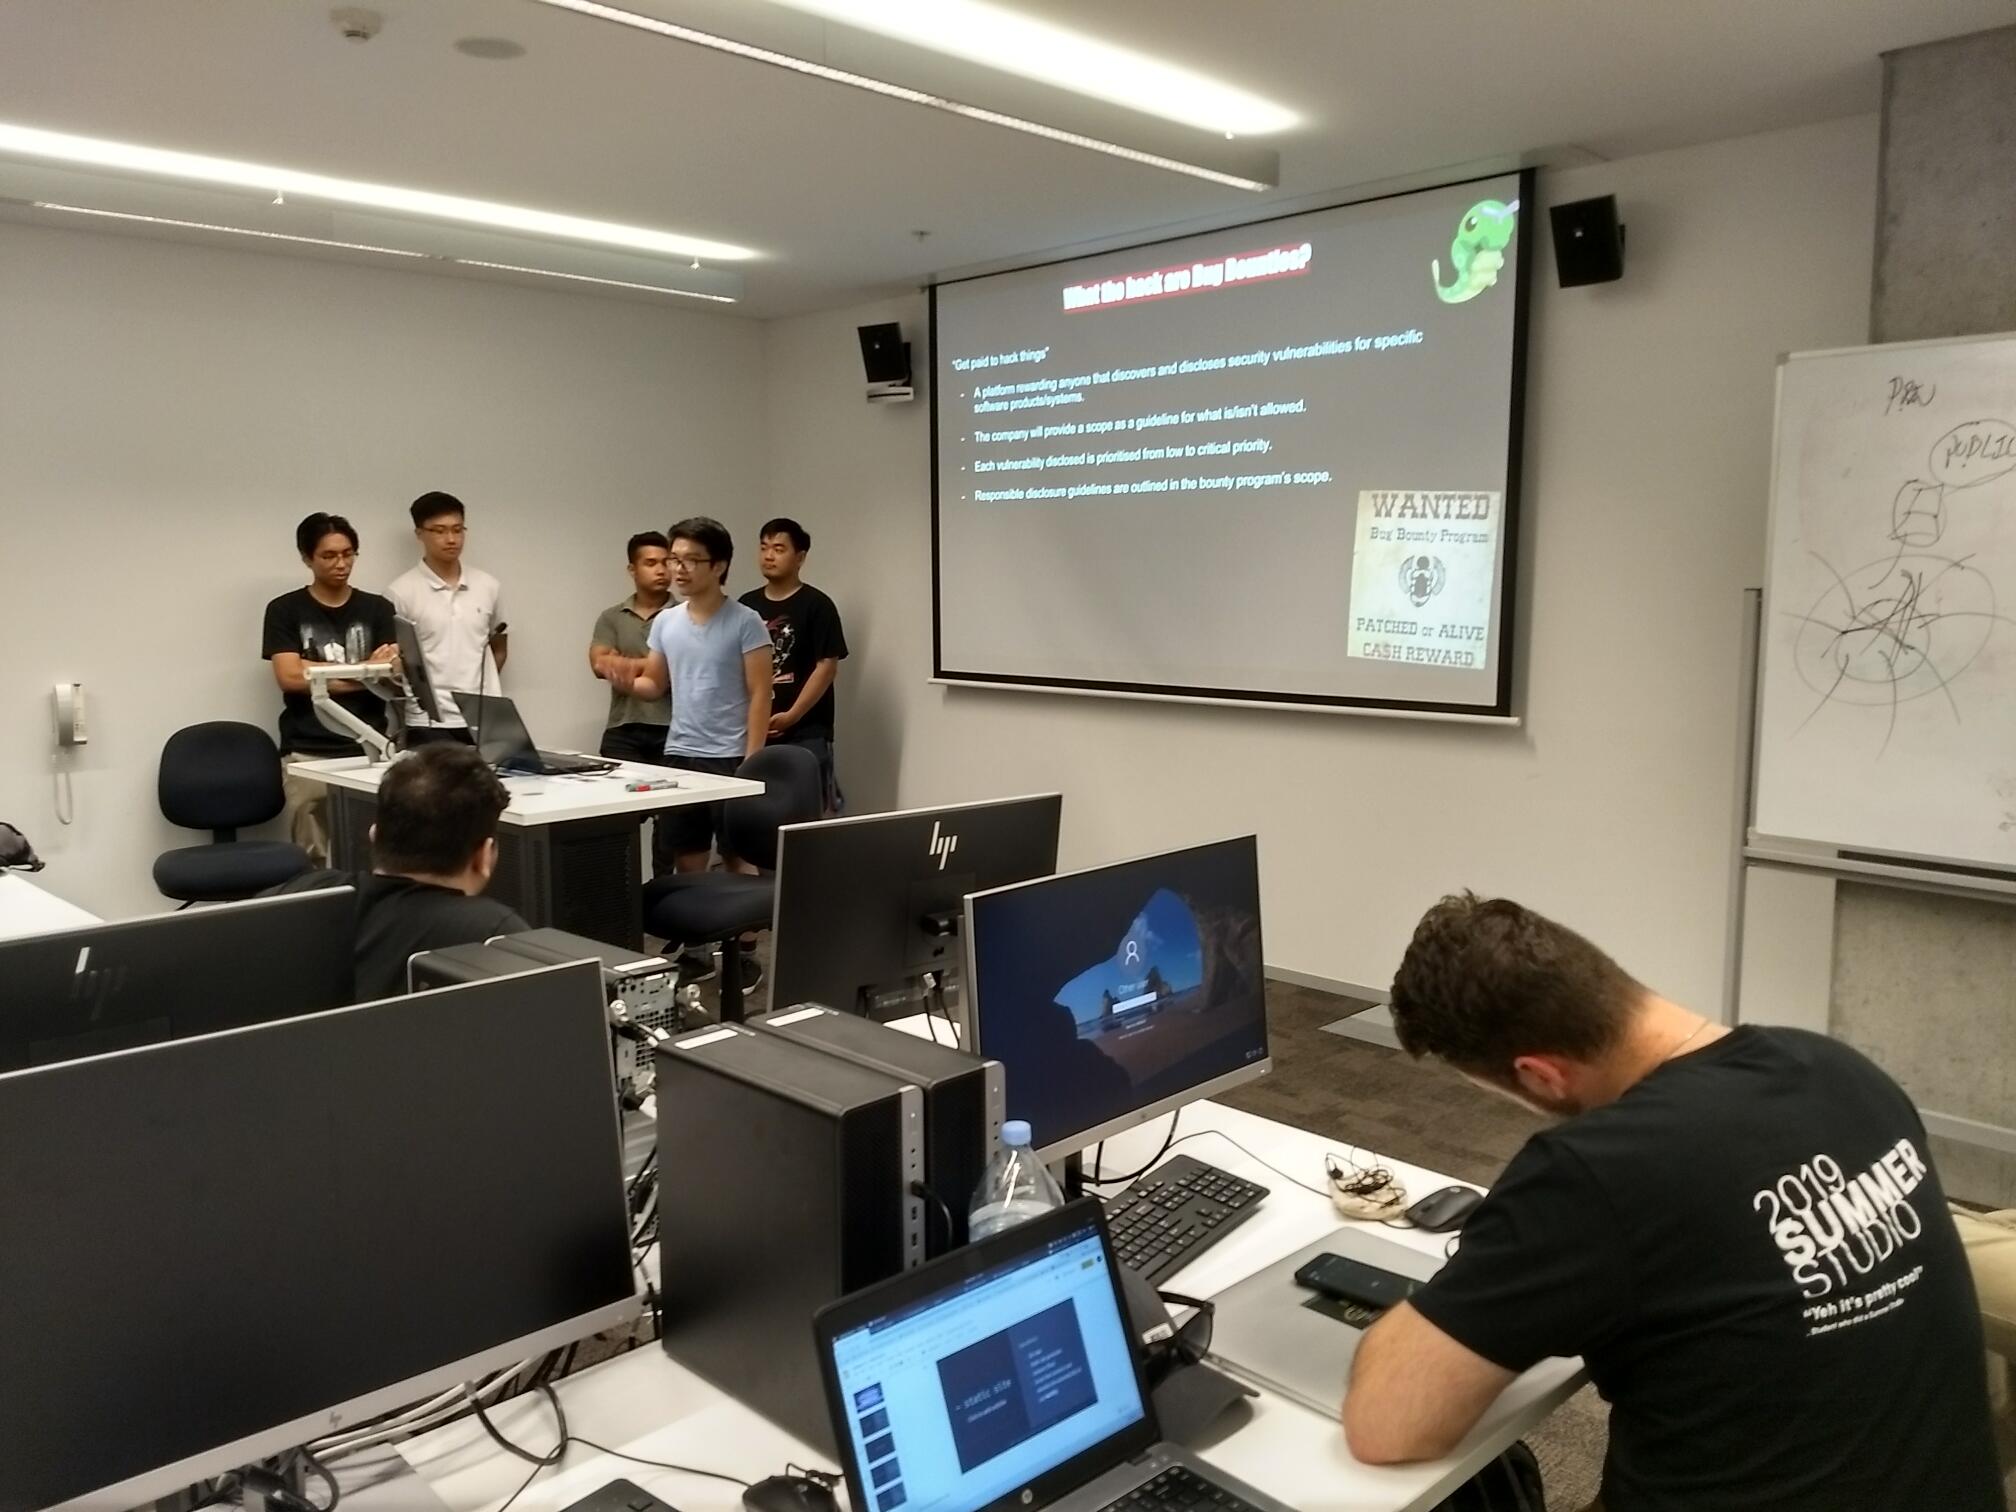 What the hack are Bug Bounties?
"Get paid to hack things"
- A platform rewarding anyone that discovers and discloses security vulnerabilities for specific
software products/systems.
- The company will provide a scope as a guideline for what is/isn't allowed.
- Each vulnerability disclosed is prioritised from low to critical priority.
- Responsible disclosure guidelines are outlined in the bounty program's scope.
WANTED
Bug Bounty Program
PATCHED or ALIVE
CA$H REWARD
PUBLIC
hp
hp
Other user
- static site
2019
SUMMER
STUDIO
"Yeh it's pretty cool"